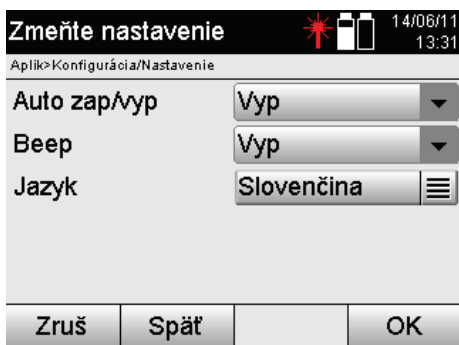 Zmeňte nastavenie 14/06/11
13:31
Aplik>Konfigurácia/Nastavenie
Auto zap/vyp Vyp
Beep Vyp
Jazyk Slovenčina
Zruš Späť OK